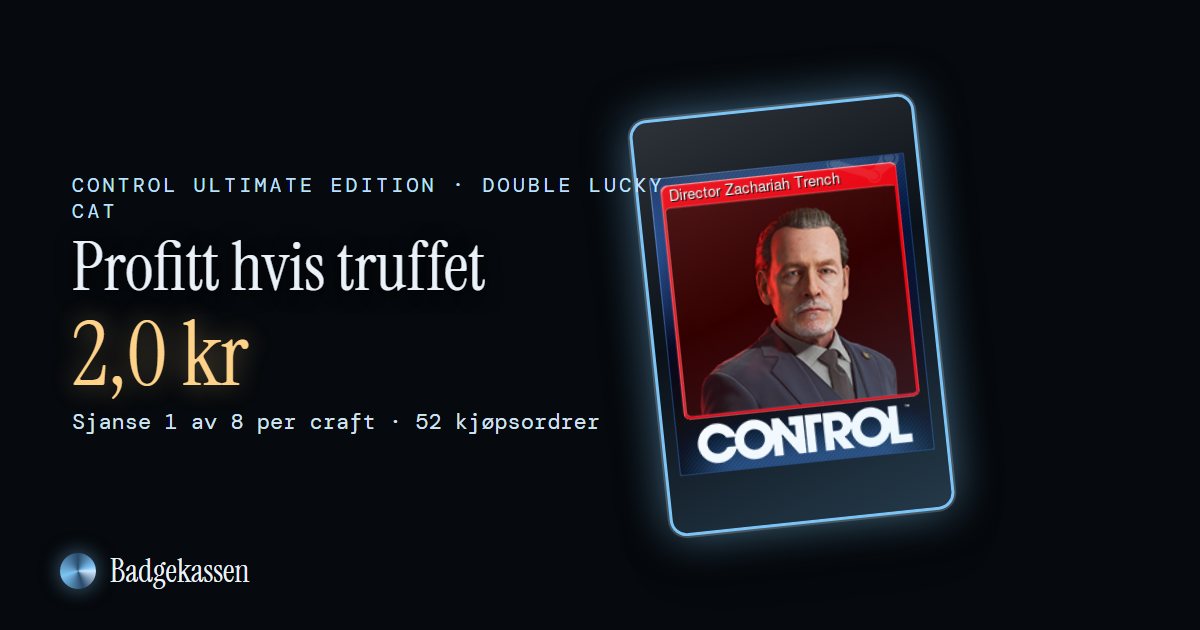 CONTROL ULTIMATE EDITION · DOUBLE LUCKY
CAT
Profitt hvis truffet
2,0 kr
Sjanse 1 av 8 per craft · 52 kjøpsordrer
Director Zachariah Trench
CONTROL™
Badgekassen